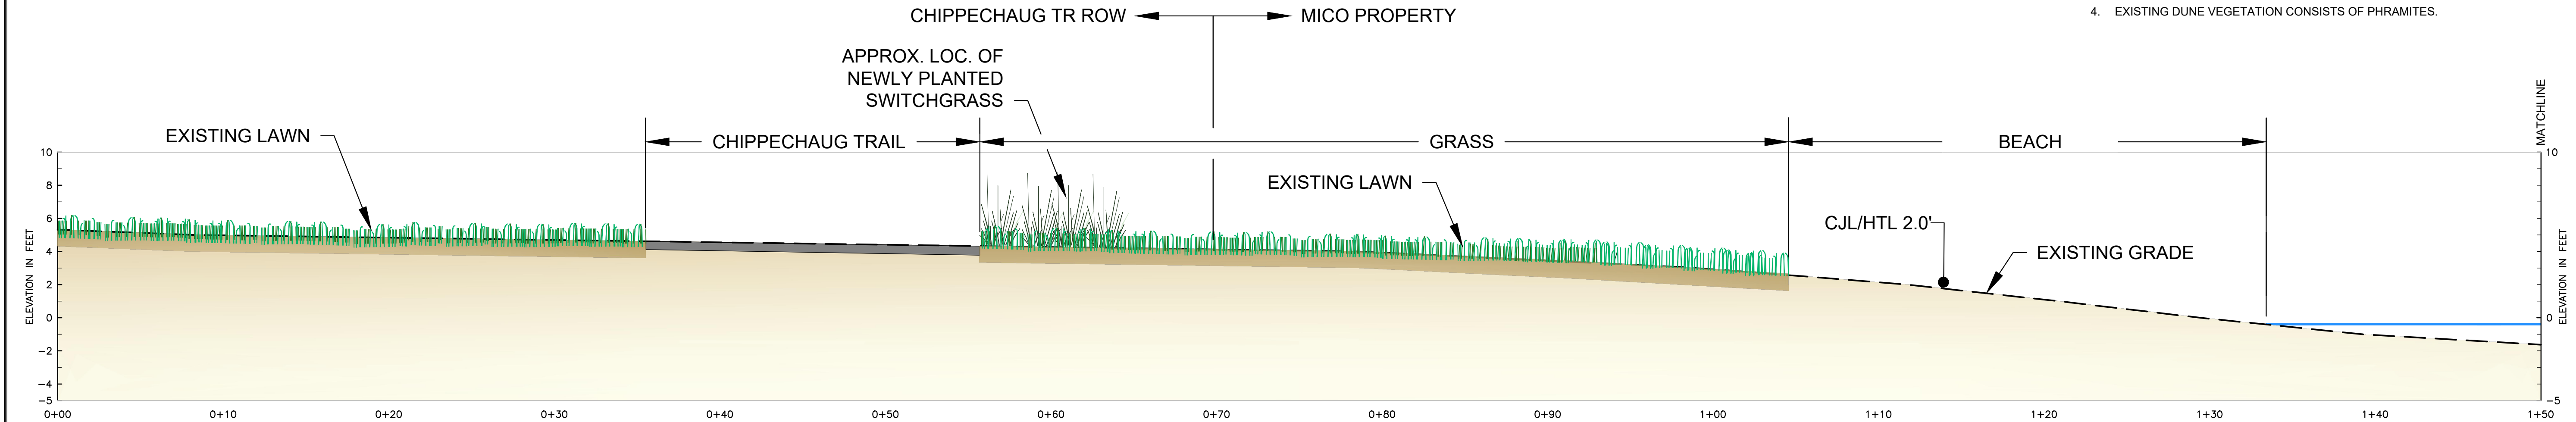 CHIPPECHAUG TR ROW
MICO PROPERTY
4. EXISTING DUNE VEGETATION CONSISTS OF PHRAMITES.
APPROX. LOC. OF
NEWLY PLANTED
SWITCHGRASS
MATCHLINE
EXISTING LAWN
CHIPPECHAUG TRAIL
GRASS
BEACH
EXISTING LAWN
CJL/HTL 2.0'
EXISTING GRADE
ELEVATION IN FEET
10
8
6
4
2
0
-2
-4
-5
10
0
-5
ELEVATION IN FEET
0+00 0+10 0+20 0+30 0+40 0+50 0+60 0+70 0+80 0+90 1+00 1+10 1+20 1+30 1+40 1+50